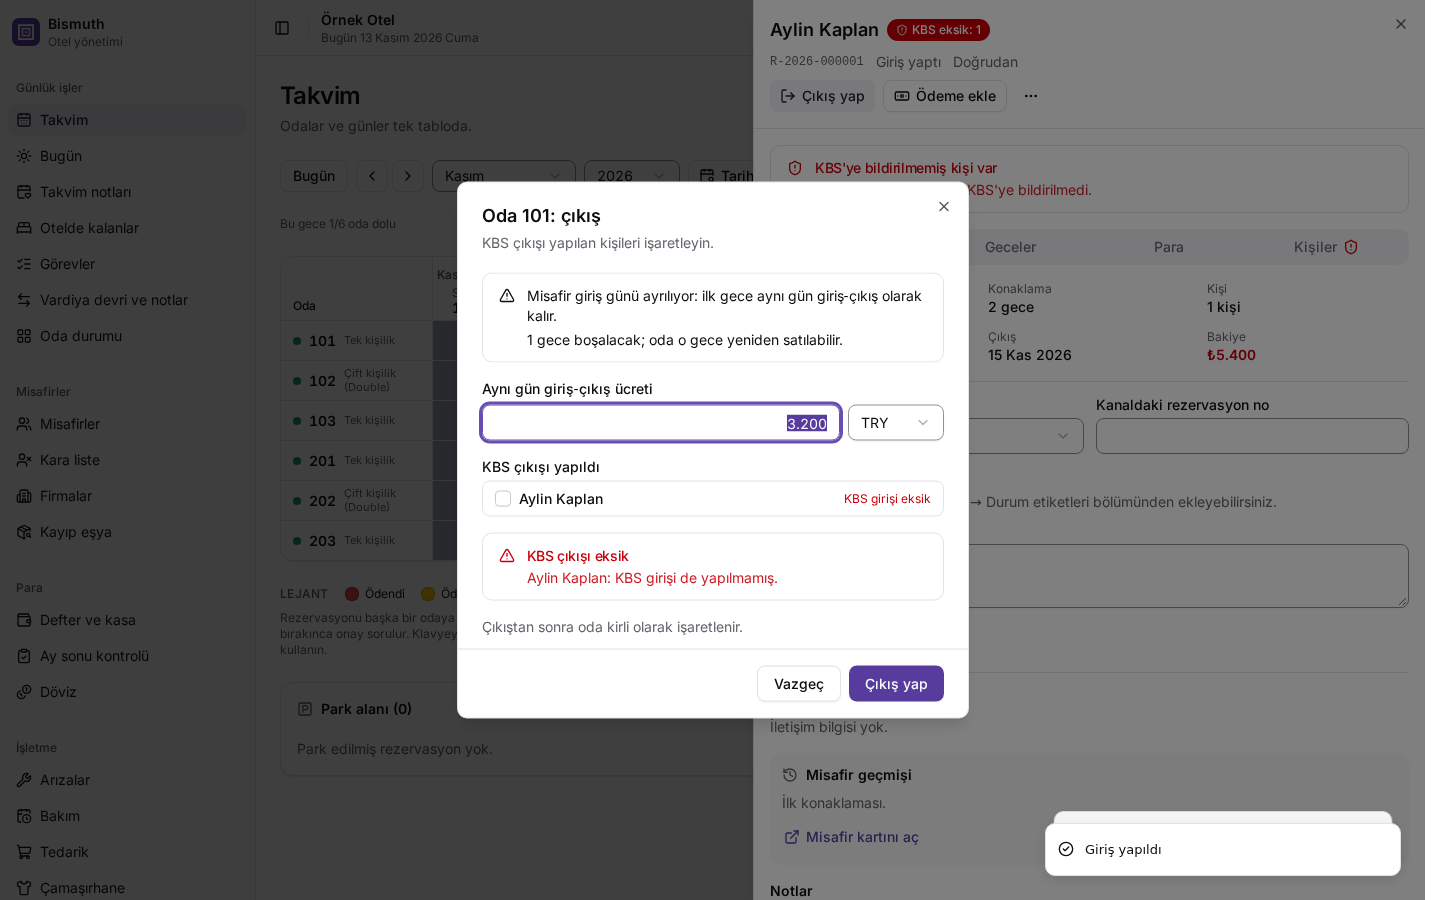 Bismuth
Otel yönetimi
Günlük işler
Takvim
Bugün
Takvim notları
Otelde kalanlar
Görevler
Vardiya devri ve notlar
Oda durumu
Misafirler
Misafirler
Kara liste
Firmalar
Kayıp eşya
Para
Defter ve kasa
Ay sonu kontrolü
Döviz
İşletme
Arızalar
Bakım
Tedarik
Çamaşırhane
Örnek Otel
Bugün 13 Kasım 2026 Cuma
Takvim
Odalar ve günler tek tabloda.
Bugün
Kasım
2026
Tarih
Bu gece 1/6 oda dolu
Oda
101 Tek kişilik
102 Çift kişilik (Double)
103 Tek kişilik
201 Tek kişilik
202 Çift kişilik (Double)
203 Tek kişilik
LEJANT Ödendi
Rezervasyonu başka bir odaya
bırakınca onay sorulur. Klavyey
kullanın.
Park alanı (0)
Park edilmiş rezervasyon yok.
Oda 101: çıkış
KBS çıkışı yapılan kişileri işaretleyin.
Misafir giriş günü ayrılıyor: ilk gece aynı gün giriş-çıkış olarak
kalır.
1 gece boşalacak; oda o gece yeniden satılabilir.
Aynı gün giriş-çıkış ücreti
3.200 TRY
KBS çıkışı yapıldı
Aylin Kaplan KBS girişi eksik
KBS çıkışı eksik
Aylin Kaplan: KBS girişi de yapılmamış.
Çıkıştan sonra oda kirli olarak işaretlenir.
Vazgeç Çıkış yap
Aylin Kaplan KBS eksik: 1
R-2026-000001 Giriş yaptı Doğrudan
Çıkış yap Ödeme ekle
KBS'ye bildirilmemiş kişi var
KBS'ye bildirilmedi.
Geceler Para Kişiler
Konaklama Kişi
2 gece 1 kişi
Çıkış Bakiye
15 Kas 2026 ₺5.400
Kanaldaki rezervasyon no
→ Durum etiketleri bölümünden ekleyebilirsiniz.
İletişim bilgisi yok.
Misafir geçmişi
İlk konaklaması.
Misafir kartını aç
Notlar
Giriş yapıldı